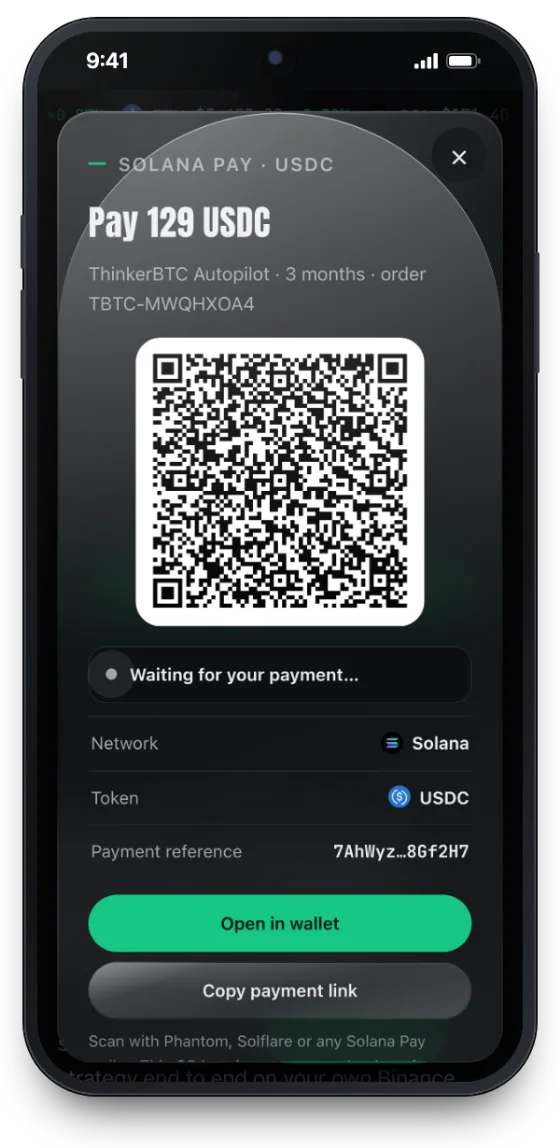 9:41
SOLANA PAY · USDC
Pay 129 USDC
ThinkerBTC Autopilot · 3 months · order
TBTC-MWQHXOA4
Waiting for your payment...
Network
Solana
Token
USDC
Payment reference
7AhWyz…8Gf2H7
Open in wallet
Copy payment link
Scan with Phantom, Solflare or any Solana Pay
strategy end to end on your own Binance